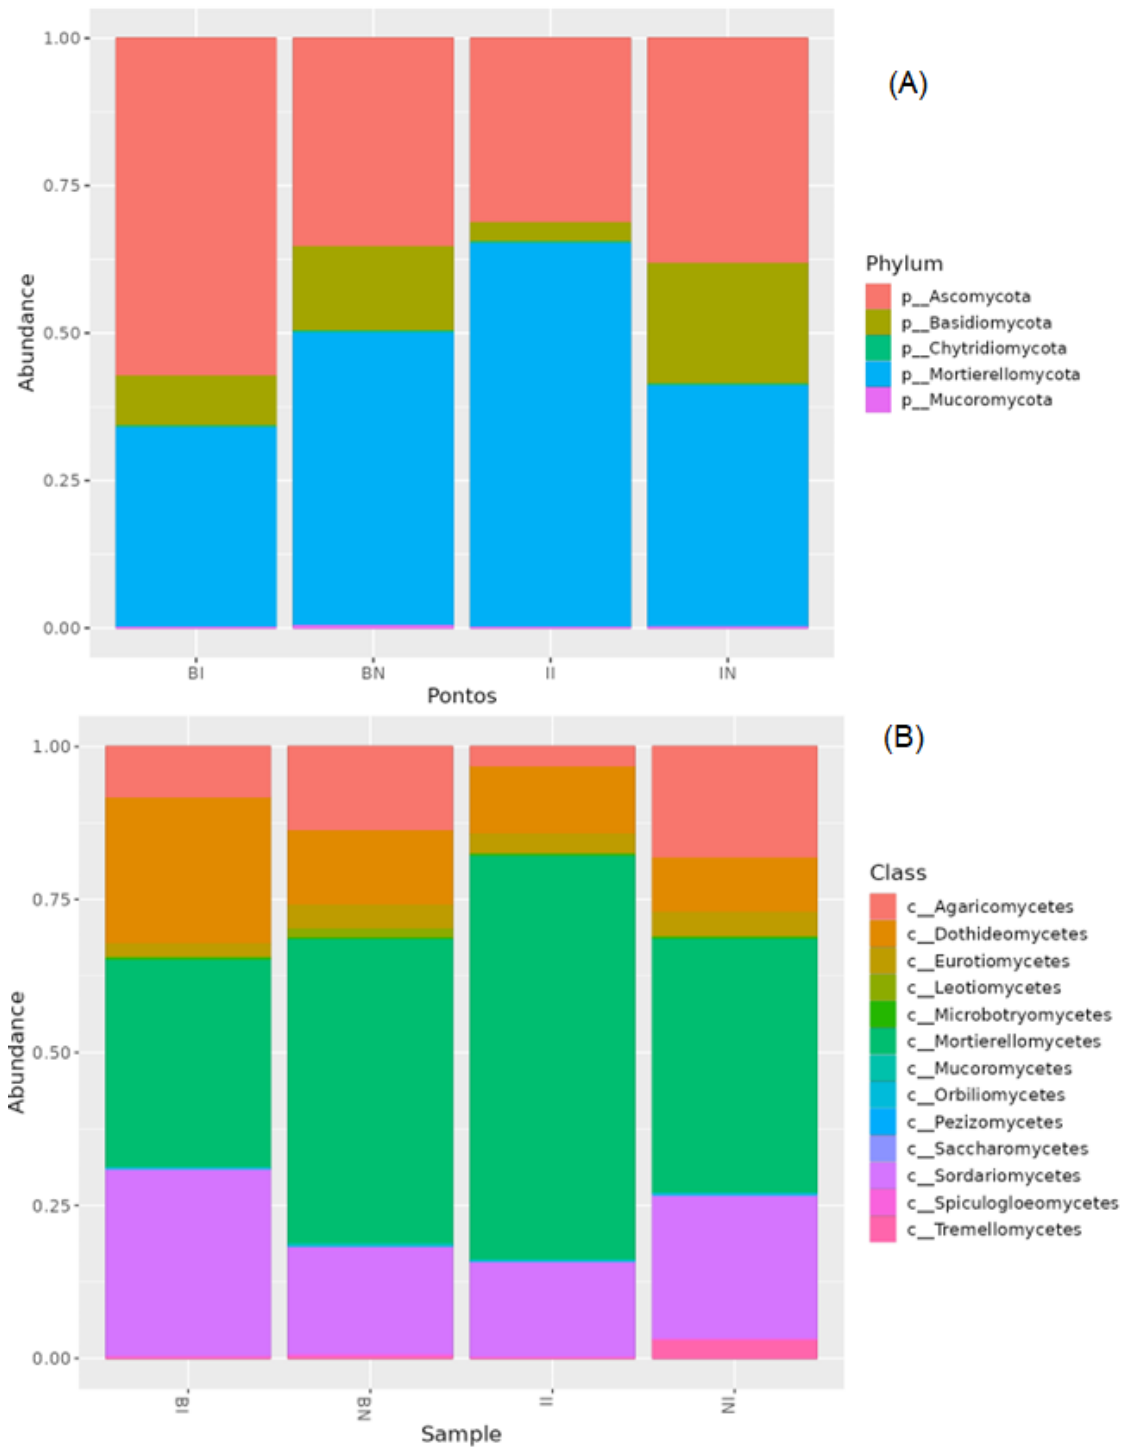 (A)
1.00
0.75
0.50
0.25
0.00
Abundance
BI
BN
II
IN
Pontos
Phylum
p__Ascomycota
p__Basidiomycota
p__Chytridiomycota
p__Mortierellomycota
p__Mucoromycota
(B)
1.00
0.75
0.50
0.25
0.00
Abundance
BI
BN
II
IN
Sample
Class
c__Agaricomycetes
c__Dothideomycetes
c__Eurotiomycetes
c__Leotiomycetes
c__Microbotryomycetes
c__Mortierellomycetes
c__Mucoromycetes
c__Orbiliomycetes
c__Pezizomycetes
c__Saccharomycetes
c__Sordariomycetes
c__Spiculogloeomycetes
c__Tremellomycetes